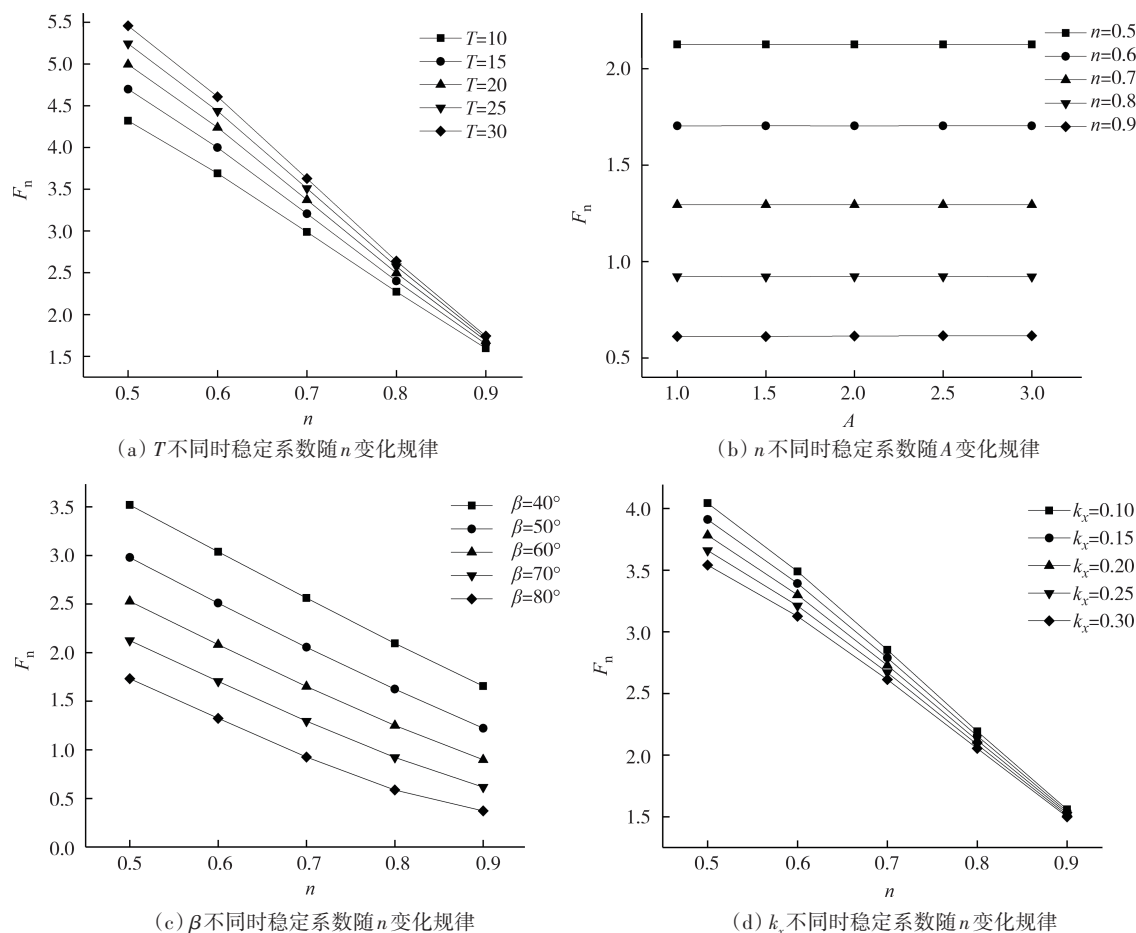 5.5
5.0
4.5
4.0
3.5
3.0
2.5
2.0
1.5
F_n
0.5 0.6 0.7 0.8 0.9
n
T=10
T=15
T=20
T=25
T=30
(a) T不同时稳定系数随n变化规律
2.0
1.5
1.0
0.5
F_n
1.0 1.5 2.0 2.5 3.0
A
n=0.5
n=0.6
n=0.7
n=0.8
n=0.9
(b) n不同时稳定系数随A变化规律
3.5
3.0
2.5
2.0
1.5
1.0
0.5
0.0
F_n
0.5 0.6 0.7 0.8 0.9
n
β=40°
β=50°
β=60°
β=70°
β=80°
(c) β不同时稳定系数随n变化规律
4.0
3.5
3.0
2.5
2.0
1.5
F_n
0.5 0.6 0.7 0.8 0.9
n
k_x=0.10
k_x=0.15
k_x=0.20
k_x=0.25
k_x=0.30
(d) k_x不同时稳定系数随n变化规律